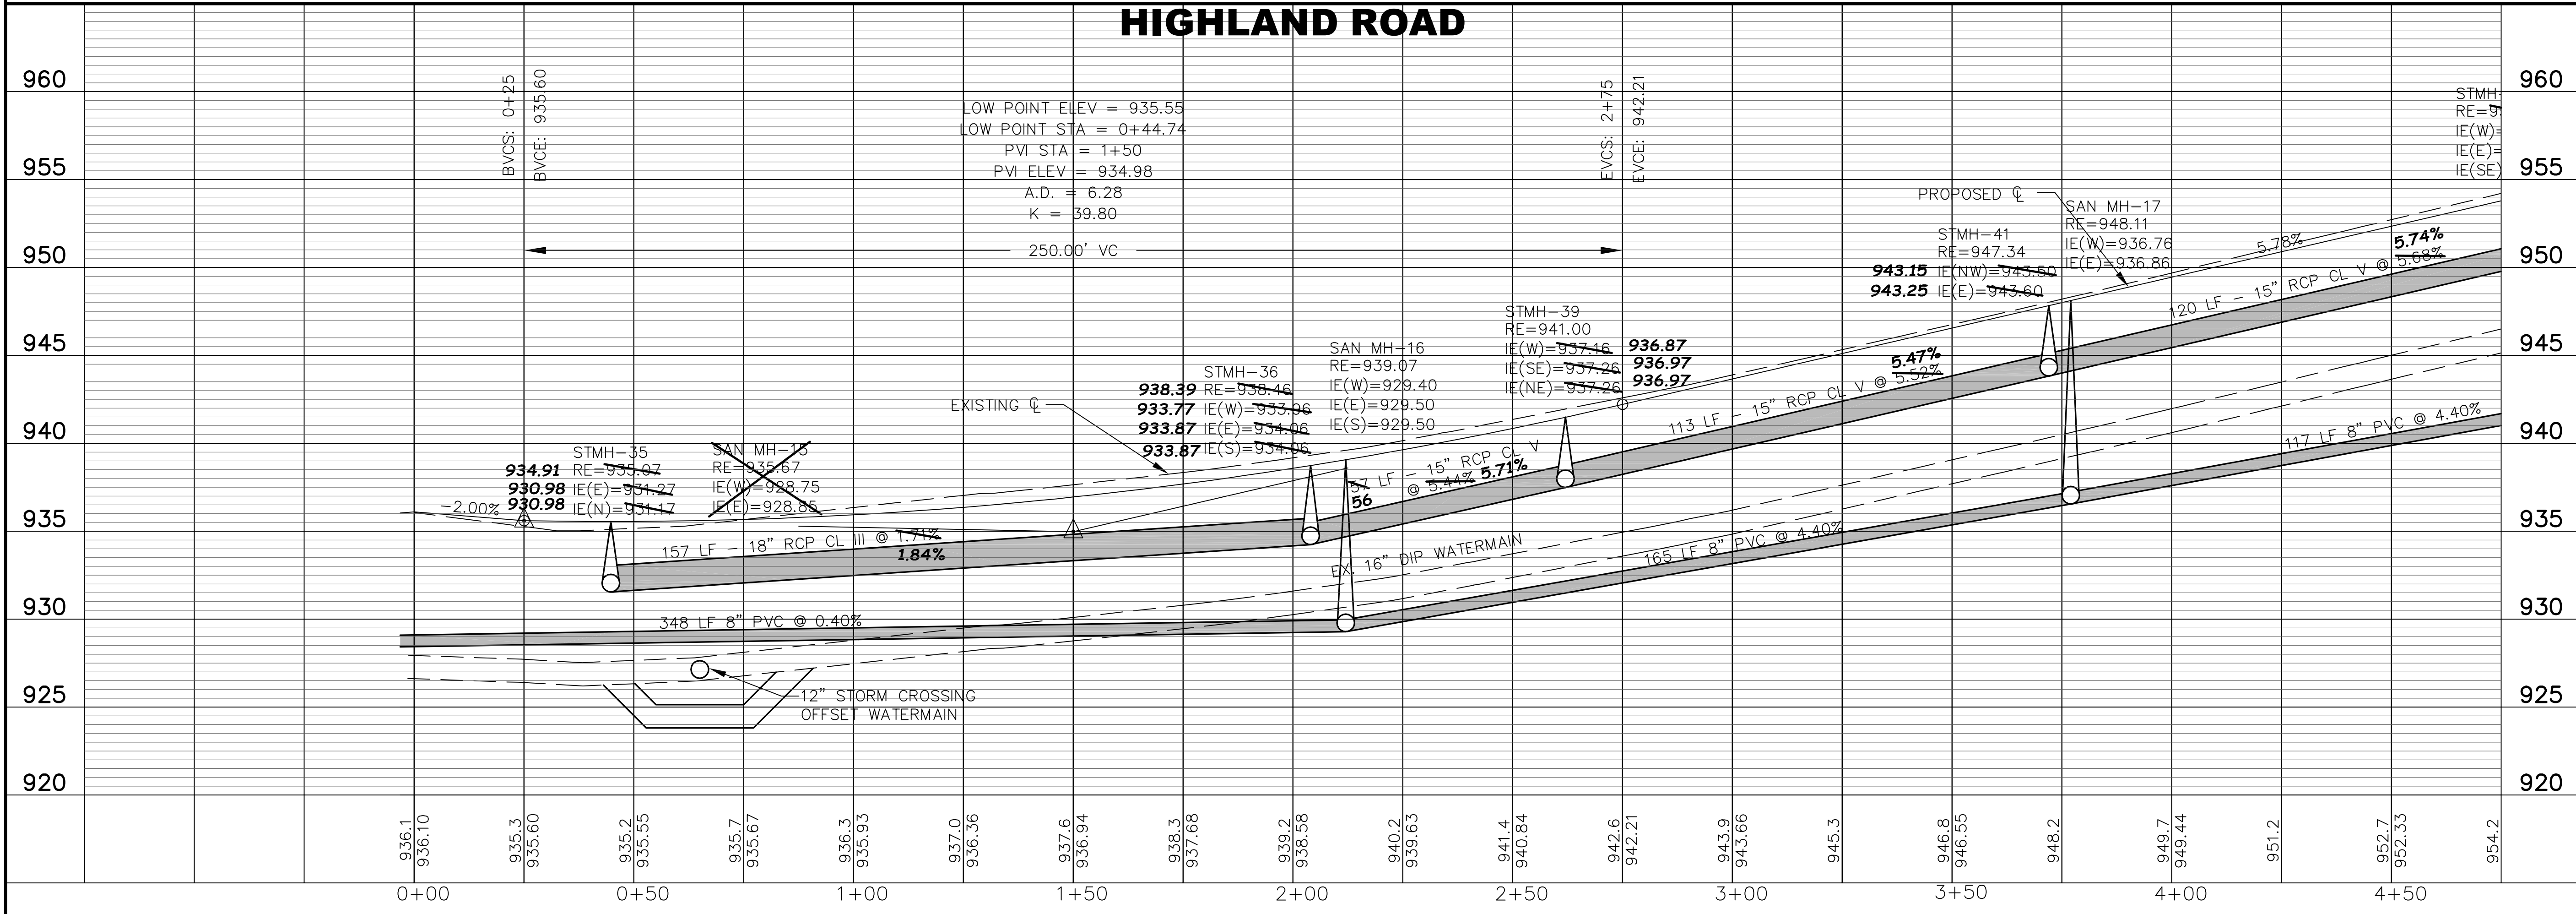 HIGHLAND ROAD
960
960
955
955
950
950
945
945
940
940
935
935
930
930
925
925
920
920
BVCS: 0+25
BVCE: 935.60
LOW POINT ELEV = 935.55
LOW POINT STA = 0+44.74
PVI STA = 1+50
PVI ELEV = 934.98
A.D. = 6.28
K = 39.80
250.00' VC
EVCS: 2+75
EVCE: 942.21
STMH-
RE=9
IE(W)=
IE(E)=
IE(SE)
PROPOSED ℄
SAN MH-17
RE=948.11
IE(W)=936.76
IE(E)=936.86
STMH-41
RE=947.34
943.15 IE(NW)=943.50
943.25 IE(E)=943.60
5.78%
5.74%
120 LF - 15" RCP CL V @ 5.68%
STMH-39
RE=941.00
IE(W)=937.16 936.87
IE(SE)=937.26 936.97
IE(NE)=937.26 936.97
5.47%
113 LF - 15" RCP CL V @ 5.52%
SAN MH-16
RE=939.07
IE(W)=929.40
IE(E)=929.50
IE(S)=929.50
STMH-36
938.39 RE=938.46
933.77 IE(W)=933.96
933.87 IE(E)=934.06
933.87 IE(S)=934.06
EXISTING ℄
57 LF - 15" RCP CL V
@ 5.44% 5.71%
56
117 LF 8" PVC @ 4.40%
STMH-35
934.91 RE=935.07
930.98 IE(E)=931.27
930.98 IE(N)=931.17
SAN MH-15
RE=935.67
IE(W)=928.75
IE(E)=928.85
-2.00%
157 LF - 18" RCP CL III @ 1.71%
1.84%
EX. 16" DIP WATERMAIN
165 LF 8" PVC @ 4.40%
348 LF 8" PVC @ 0.40%
12" STORM CROSSING
OFFSET WATERMAIN
936.1
936.10
935.3
935.60
935.2
935.55
935.7
935.67
936.3
935.93
937.0
936.36
937.6
936.94
938.3
937.68
939.2
938.58
940.2
939.63
941.4
940.84
942.6
942.21
943.9
943.66
945.3
946.8
946.55
948.2
949.7
949.44
951.2
952.7
952.33
954.2
0+00
0+50
1+00
1+50
2+00
2+50
3+00
3+50
4+00
4+50